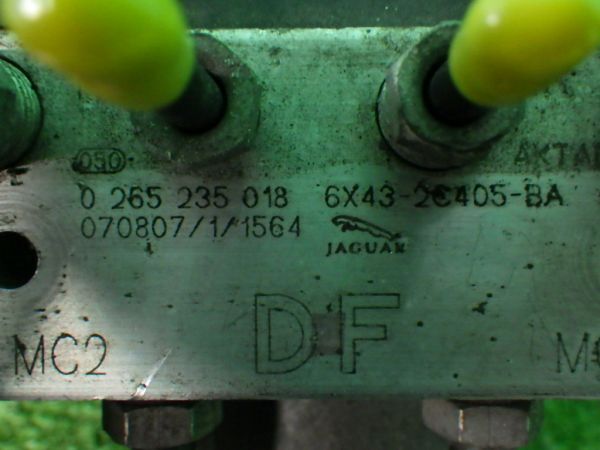 050
0 265 235 018 6X43-2C405-BA
070807/1/1564 JAGUAR
DF
MC2